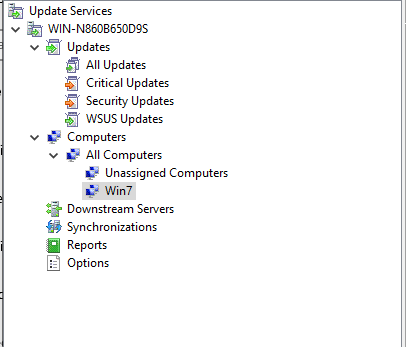 Update Services
WIN-N860B650D9S
Updates
All Updates
Critical Updates
Security Updates
WSUS Updates
Computers
All Computers
Unassigned Computers
Win7
Downstream Servers
Synchronizations
Reports
Options